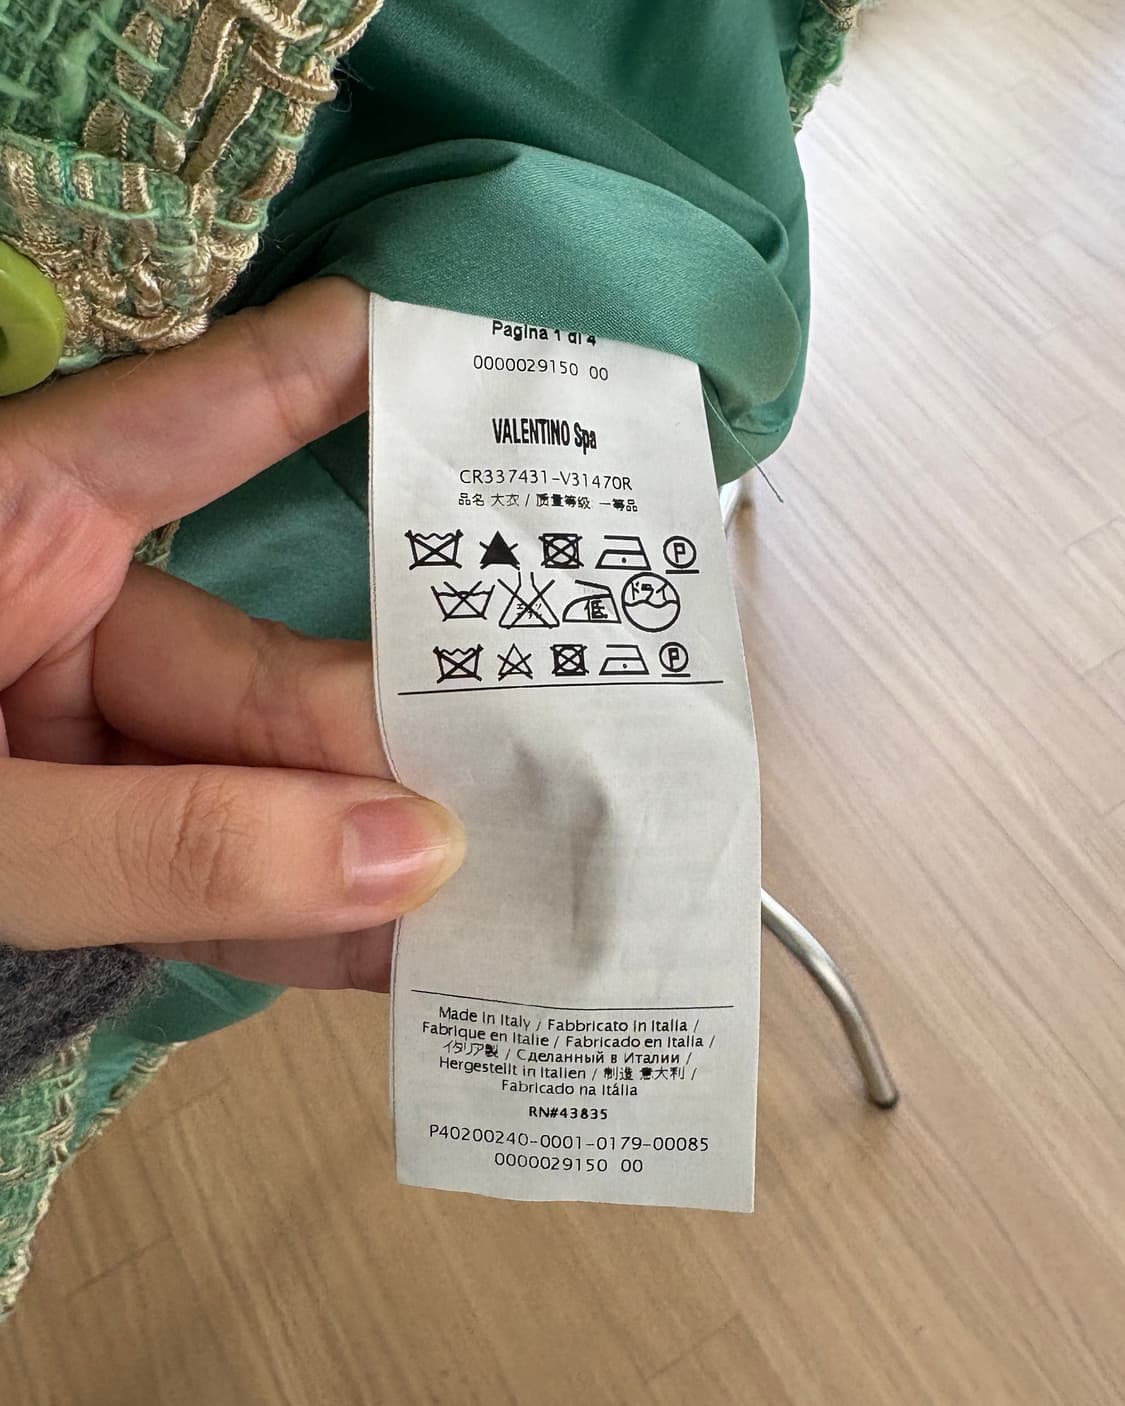 Pagina 1 di 4
0000029150 00
VALENTINO Spa
CR337431-V31470R
品名 大衣 / 质量等级 一等品
P
低 ドライ
P
Made in Italy / Fabbricato in Italia /
Fabrique en Italie / Fabricado en Italia /
イタリア製 / Сделанный в Италии /
Hergestellt in Italien / 制造 意大利 /
Fabricado na Itália
RN#43835
P40200240-0001-0179-00085
0000029150 00